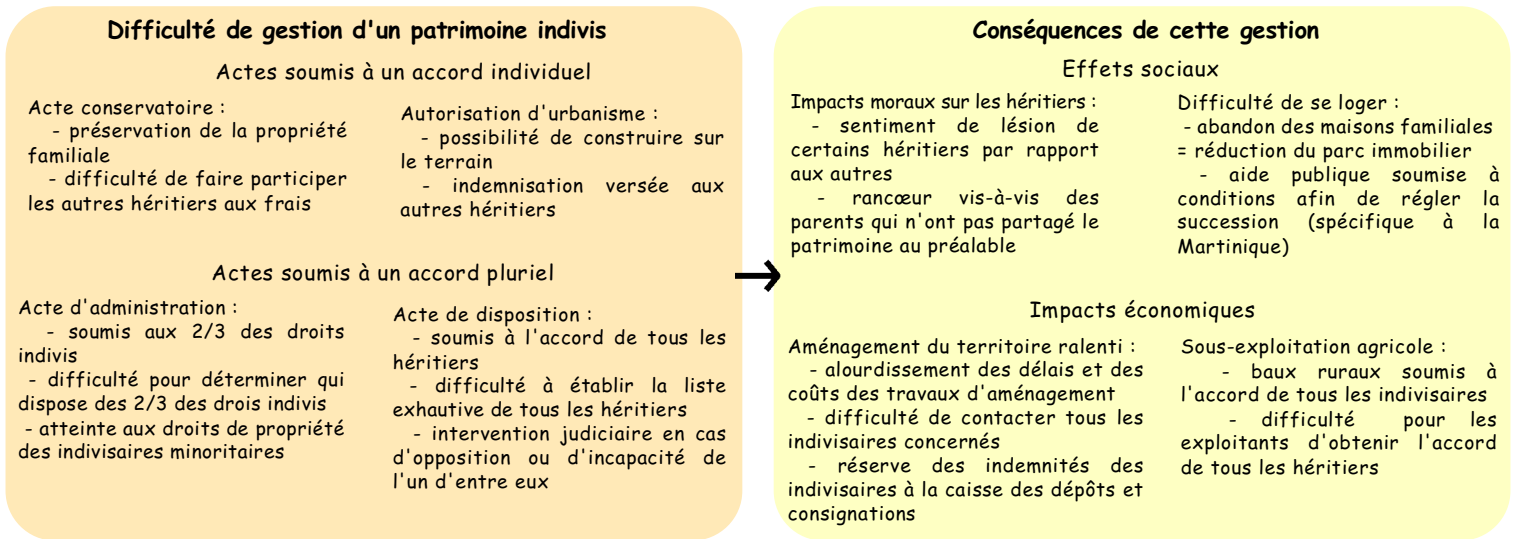 Difficulté de gestion d'un patrimoine indivis
Actes soumis à un accord individuel
Acte conservatoire :
- préservation de la propriété
familiale
- difficulté de faire participer
les autres héritiers aux frais
Autorisation d'urbanisme :
- possibilité de construire sur
le terrain
- indemnisation versée aux
autres héritiers
Actes soumis à un accord pluriel
Acte d'administration :
- soumis aux 2/3 des droits
indivis
- difficulté pour déterminer qui
dispose des 2/3 des drois indivis
- atteinte aux droits de propriété
des indivisaires minoritaires
Acte de disposition :
- soumis à l'accord de tous les
héritiers
- difficulté à établir la liste
exhautive de tous les héritiers
- intervention judiciaire en cas
d'opposition ou d'incapacité de
l'un d'entre eux
Conséquences de cette gestion
Effets sociaux
Impacts moraux sur les héritiers :
- sentiment de lésion de
certains héritiers par rapport
aux autres
- rancœur vis-à-vis des
parents qui n'ont pas partagé le
patrimoine au préalable
Difficulté de se loger :
- abandon des maisons familiales
= réduction du parc immobilier
- aide publique soumise à
conditions afin de régler la
succession (spécifique à la
Martinique)
Impacts économiques
Aménagement du territoire ralenti :
- alourdissement des délais et des
coûts des travaux d'aménagement
- difficulté de contacter tous les
indivisaires concernés
- réserve des indemnités des
indivisaires à la caisse des dépôts et
consignations
Sous-exploitation agricole :
- baux ruraux soumis à
l'accord de tous les indivisaires
- difficulté pour les
exploitants d'obtenir l'accord
de tous les héritiers